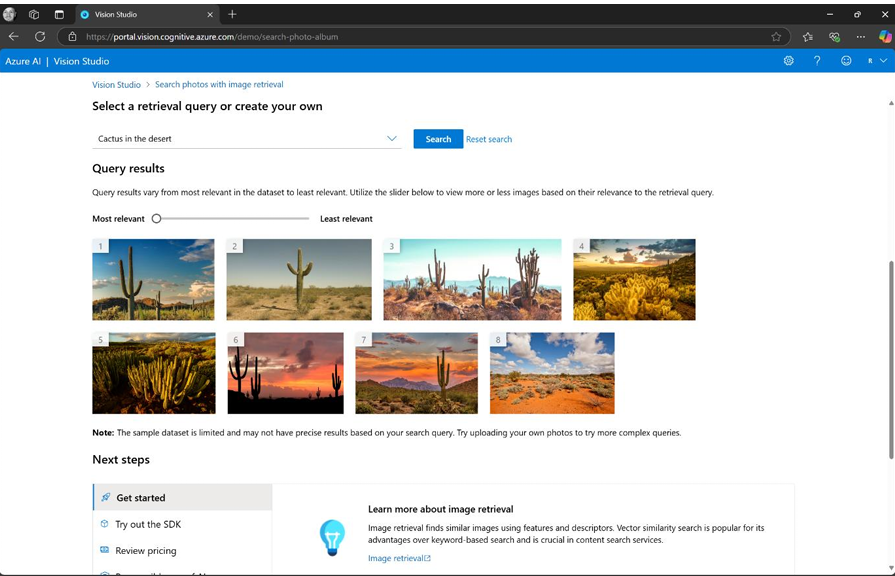 Vision Studio
https://portal.vision.cognitive.azure.com/demo/search-photo-album
Azure AI | Vision Studio
R
Vision Studio > Search photos with image retrieval
Select a retrieval query or create your own
Cactus in the desert
Search
Reset search
Query results
Query results vary from most relevant in the dataset to least relevant. Utilize the slider below to view more or less images based on their relevance to the retrieval query.
Most relevant
Least relevant
1
2
3
4
5
6
7
8
Note: The sample dataset is limited and may not have precise results based on your search query. Try uploading your own photos to try more complex queries.
Next steps
Get started
Try out the SDK
Review pricing
Learn more about image retrieval
Image retrieval finds similar images using features and descriptors. Vector similarity search is popular for its
advantages over keyword-based search and is crucial in content search services.
Image retrieval